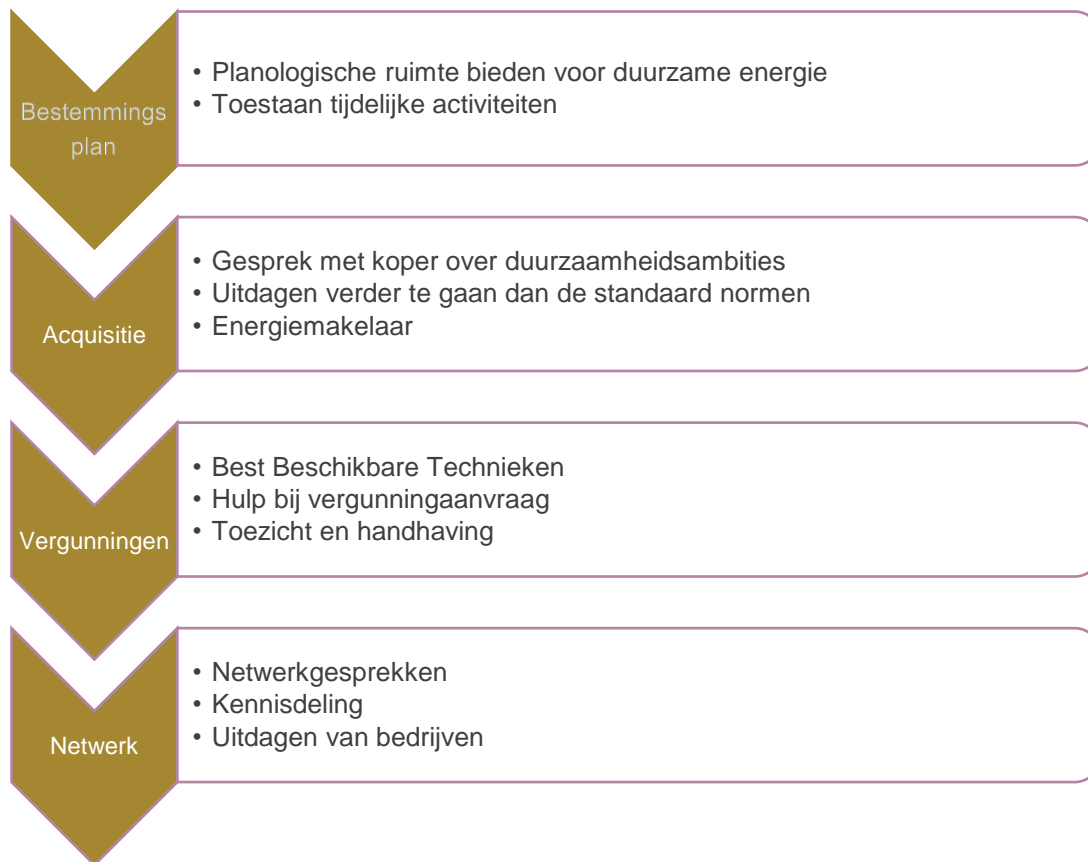 Bestemmings
plan
• Planologische ruimte bieden voor duurzame energie
• Toestaan tijdelijke activiteiten
Acquisitie
• Gesprek met koper over duurzaamheidsambities
• Uitdagen verder te gaan dan de standaard normen
• Energiemakelaar
Vergunningen
• Best Beschikbare Technieken
• Hulp bij vergunningaanvraag
• Toezicht en handhaving
Netwerk
• Netwerkgesprekken
• Kennisdeling
• Uitdagen van bedrijven